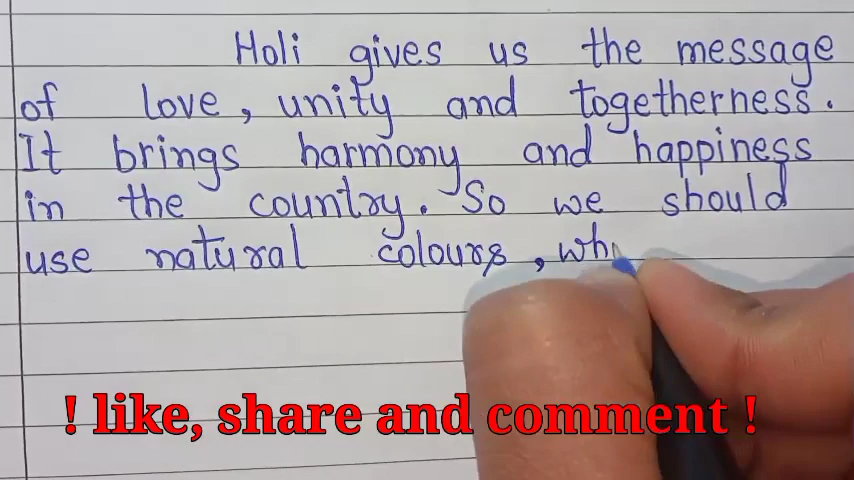 Holi gives us the message
of love, unity and togetherness.
It brings harmony and happiness
in the country. So we should
use natural colours, wh
! like, share and comment !